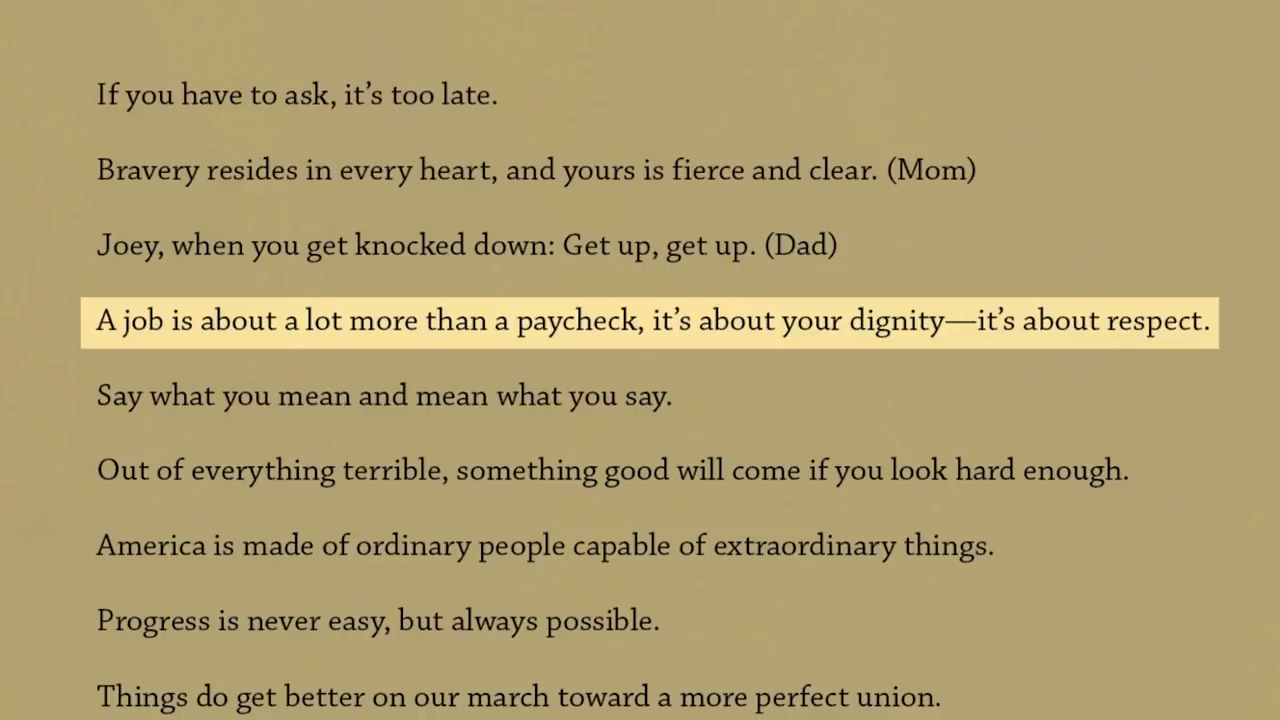 If you have to ask, it’s too late.
Bravery resides in every heart, and yours is fierce and clear. (Mom)
Joey, when you get knocked down: Get up, get up. (Dad)
A job is about a lot more than a paycheck, it’s about your dignity—it’s about respect.
Say what you mean and mean what you say.
Out of everything terrible, something good will come if you look hard enough.
America is made of ordinary people capable of extraordinary things.
Progress is never easy, but always possible.
Things do get better on our march toward a more perfect union.